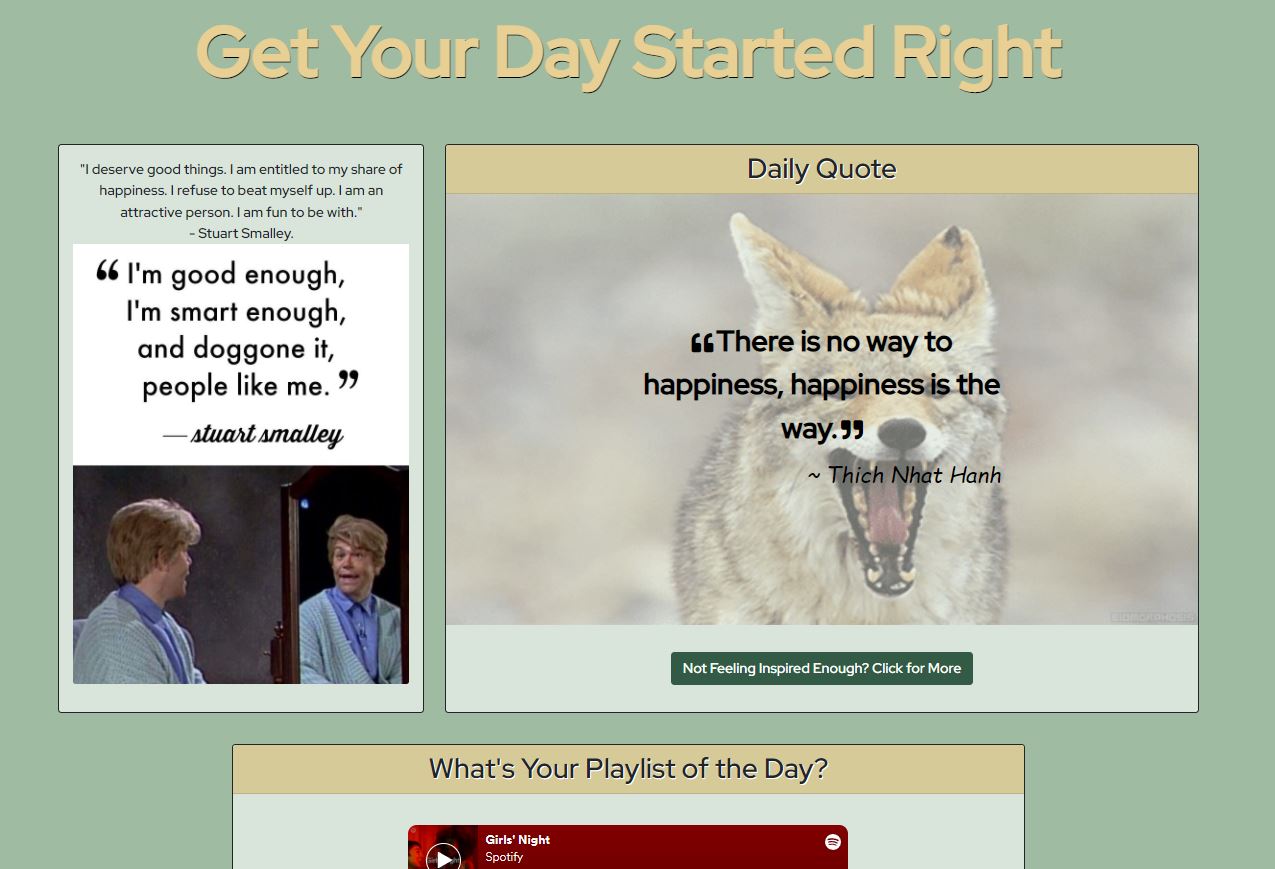 Get Your Day Started Right
"I deserve good things. I am entitled to my share of
happiness. I refuse to beat myself up. I am an
attractive person. I am fun to be with."
- Stuart Smalley.
“ I'm good enough,
I'm smart enough,
and doggone it,
people like me. ”
— stuart smalley
Daily Quote
❝There is no way to
happiness, happiness is the
way.❞
~ Thich Nhat Hanh
BIOMORPHOSIS
Not Feeling Inspired Enough? Click for More
What's Your Playlist of the Day?
Girls' Night
Spotify